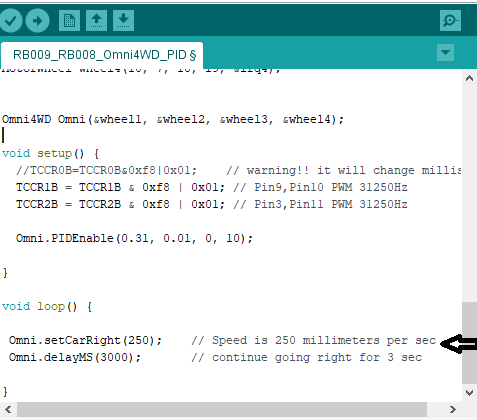 RB009_RB008_Omni4WD_PID §
Omni4WD Omni(&wheel1, &wheel2, &wheel3, &wheel4);
void setup() {
//TCCR0B=TCCR0B&0xf8|0x01; // warning!! it will change millis
TCCR1B = TCCR1B & 0xf8 | 0x01; // Pin9,Pin10 PWM 31250Hz
TCCR2B = TCCR2B & 0xf8 | 0x01; // Pin3,Pin11 PWM 31250Hz
Omni.PIDEnable(0.31, 0.01, 0, 10);
}
void loop() {
Omni.setCarRight(250); // Speed is 250 millimeters per sec
Omni.delayMS(3000); // continue going right for 3 sec
}